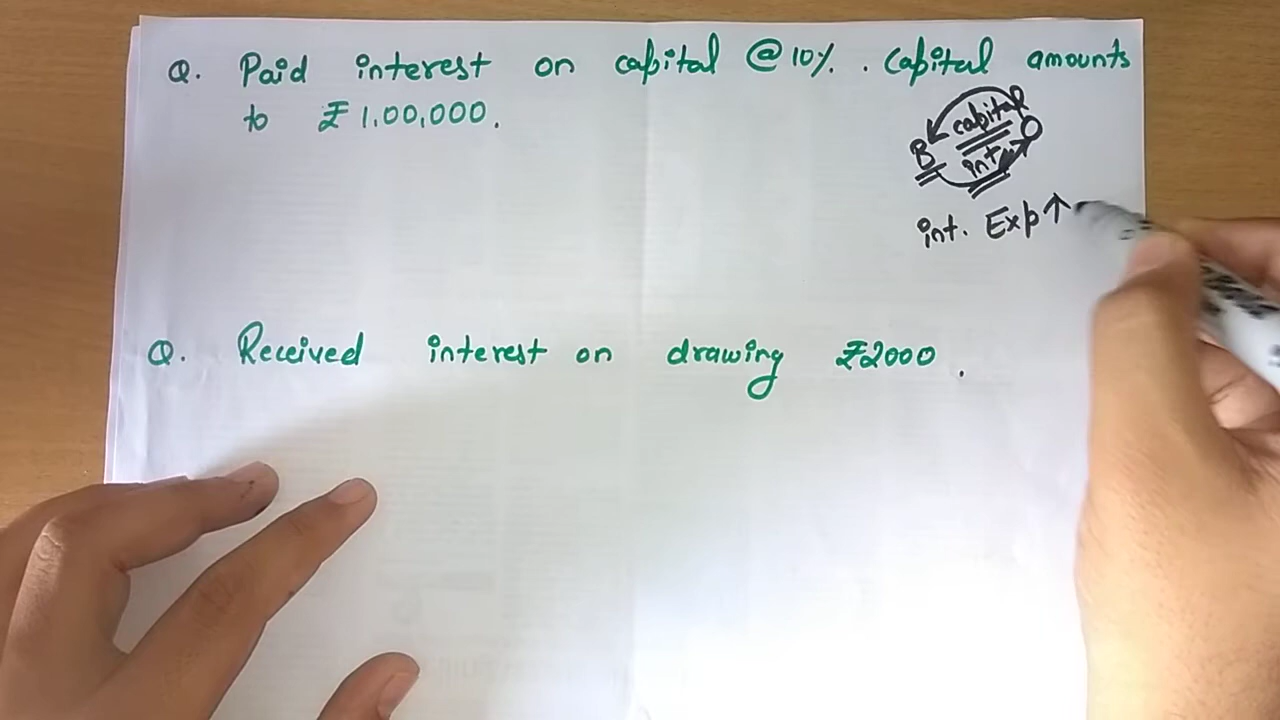 Q. Paid interest on capital @ 10%. Capital amounts
to ₹ 1,00,000.
capital
B O
int
int. Exp ↑
Q. Received interest on drawing ₹2000.